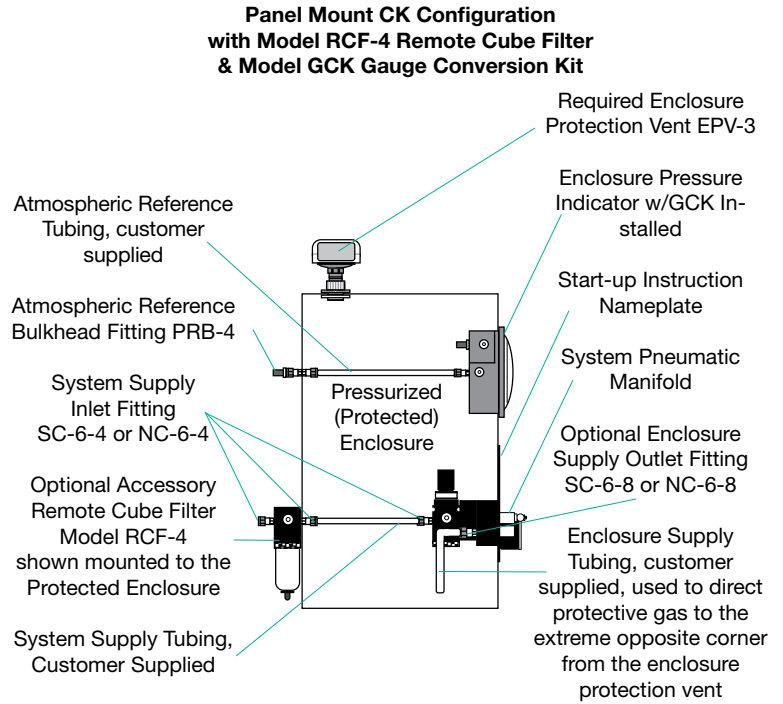 Panel Mount CK Configuration
with Model RCF-4 Remote Cube Filter
& Model GCK Gauge Conversion Kit
Required Enclosure
Protection Vent EPV-3
Enclosure Pressure
Indicator w/GCK In-
stalled
Start-up Instruction
Nameplate
System Pneumatic
Manifold
Optional Enclosure
Supply Outlet Fitting
SC-6-8 or NC-6-8
Enclosure Supply
Tubing, customer
supplied, used to direct
protective gas to the
extreme opposite corner
from the enclosure
protection vent
Atmospheric Reference
Tubing, customer
supplied
Atmospheric Reference
Bulkhead Fitting PRB-4
System Supply
Inlet Fitting
SC-6-4 or NC-6-4
Optional Accessory
Remote Cube Filter
Model RCF-4
shown mounted to the
Protected Enclosure
System Supply Tubing,
Customer Supplied
Pressurized
(Protected)
Enclosure